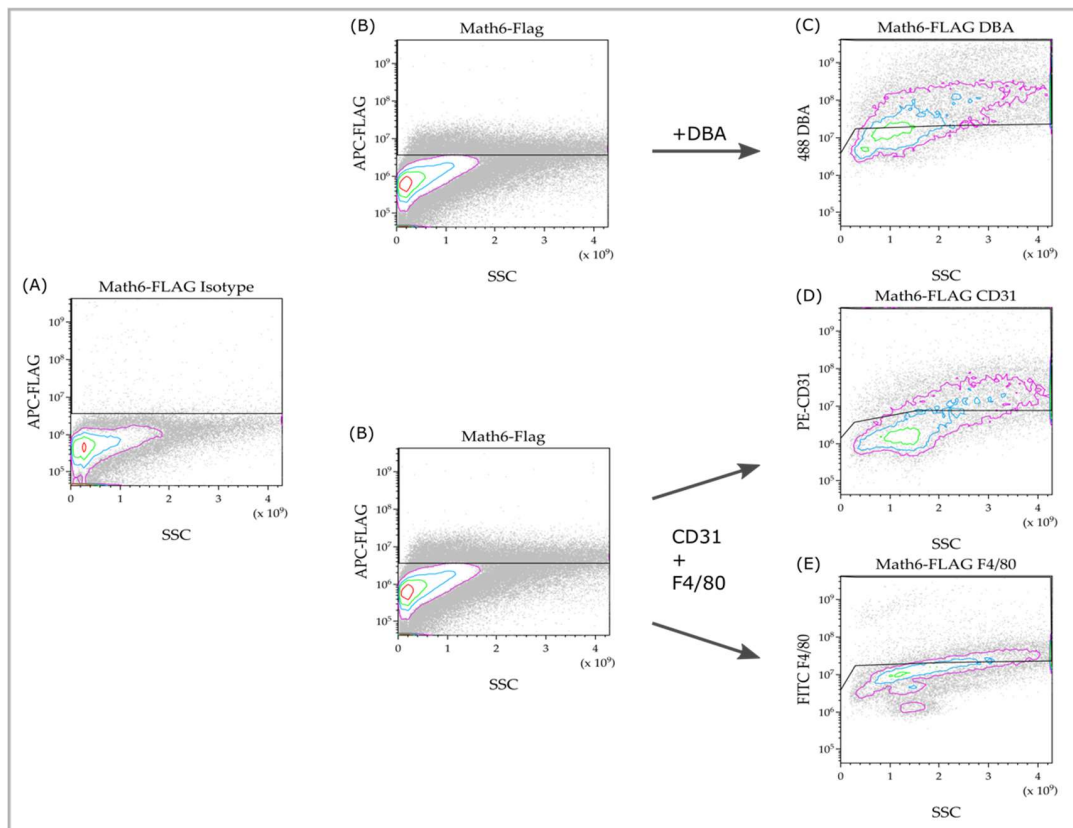 (B)
Math6-Flag
APC-FLAG
10⁹
10⁸
10⁷
10⁶
10⁵
0
1
2
3
4
(x 10⁹)
SSC
+DBA
(C)
Math6-FLAG DBA
488 DBA
10⁹
10⁸
10⁷
10⁶
10⁵
0
1
2
3
4
(x 10⁹)
SSC
(A)
Math6-FLAG Isotype
APC-FLAG
10⁹
10⁸
10⁷
10⁶
10⁵
0
1
2
3
4
(x 10⁹)
SSC
(B)
Math6-Flag
APC-FLAG
10⁹
10⁸
10⁷
10⁶
10⁵
0
1
2
3
4
(x 10⁹)
SSC
CD31
+
F4/80
(D)
Math6-FLAG CD31
PE-CD31
10⁹
10⁸
10⁷
10⁶
10⁵
0
1
2
3
4
(x 10⁹)
SSC
(E)
Math6-FLAG F4/80
FITC F4/80
10⁹
10⁸
10⁷
10⁶
10⁵
0
1
2
3
4
(x 10⁹)
SSC